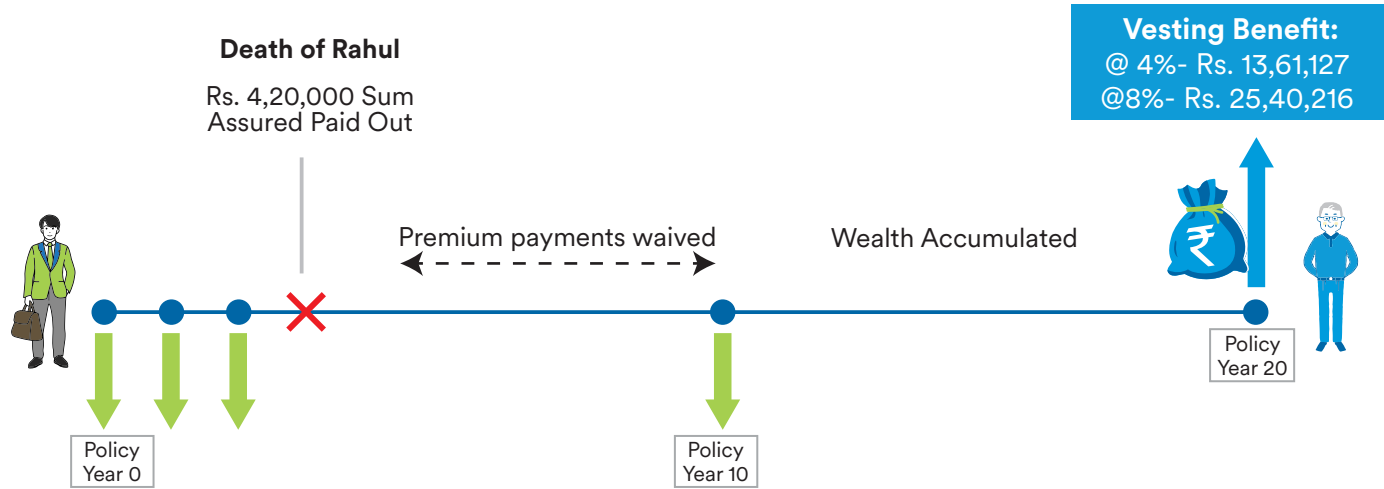 Death of Rahul
Rs. 4,20,000 Sum
Assured Paid Out
Vesting Benefit:
@ 4%- Rs. 13,61,127
@8%- Rs. 25,40,216
Premium payments waived
Wealth Accumulated
₹
Policy
Year 0
Policy
Year 10
Policy
Year 20